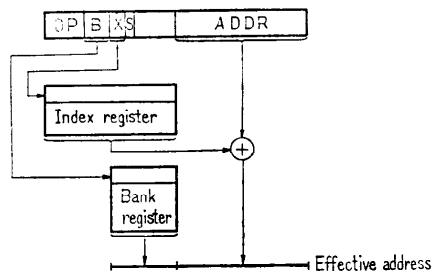 OP B X S ADDR
Index register
+
Bank
register
Effective address